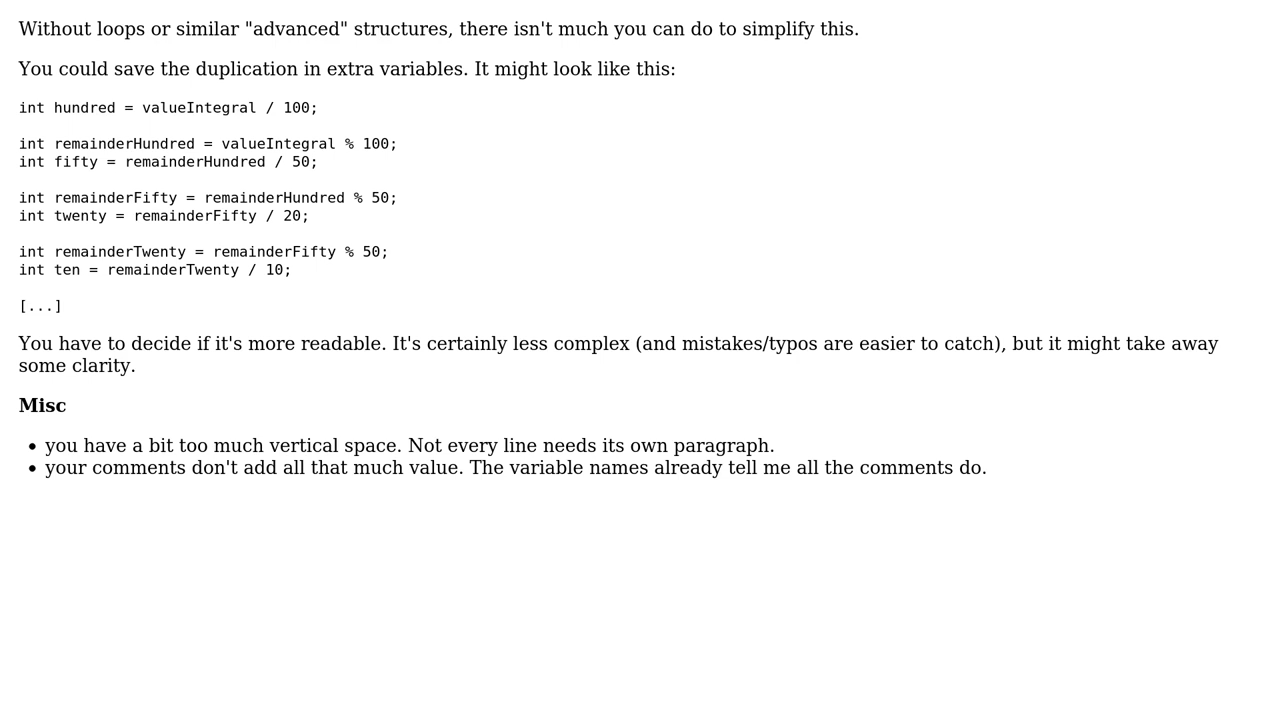 Without loops or similar "advanced" structures, there isn't much you can do to simplify this.
You could save the duplication in extra variables. It might look like this:
int hundred = valueIntegral / 100;
int remainderHundred = valueIntegral % 100;
int fifty = remainderHundred / 50;
int remainderFifty = remainderHundred % 50;
int twenty = remainderFifty / 20;
int remainderTwenty = remainderFifty % 50;
int ten = remainderTwenty / 10;
[...]
You have to decide if it's more readable. It's certainly less complex (and mistakes/typos are easier to catch), but it might take away
some clarity.
Misc
• you have a bit too much vertical space. Not every line needs its own paragraph.
• your comments don't add all that much value. The variable names already tell me all the comments do.